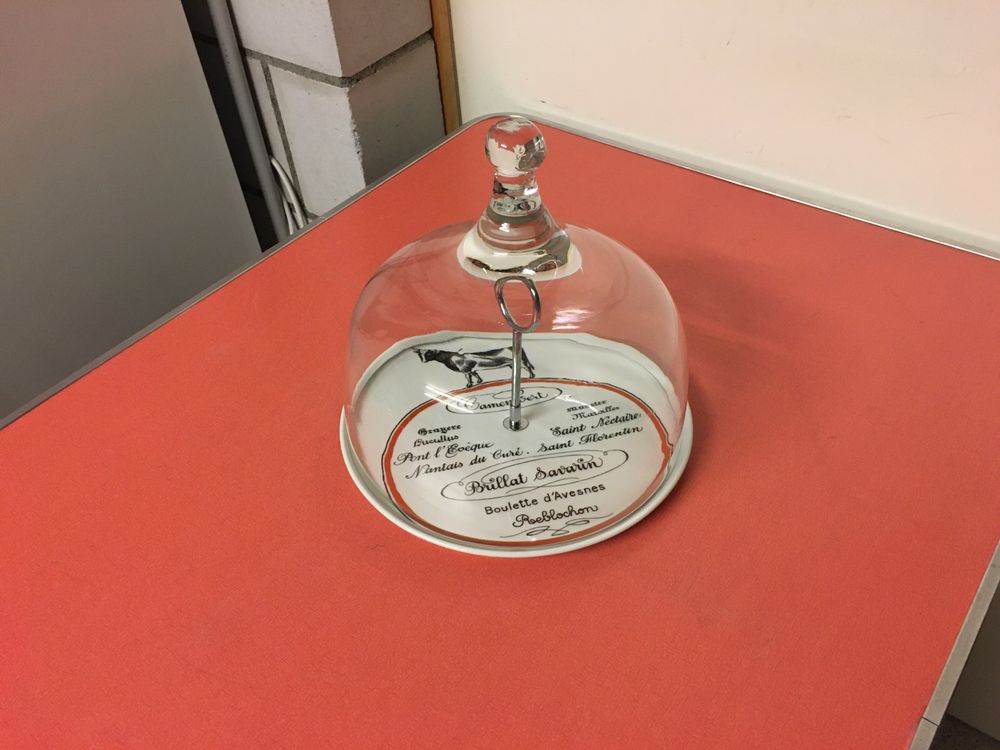 Camembert
Gruyere
Lucullus
Munster
Maroilles
Pont l'Evêque
Saint Nectaire
Nantais du Curé. Saint Florentin
Brillat Savarin
Boulette d'Avesnes
Reblochon